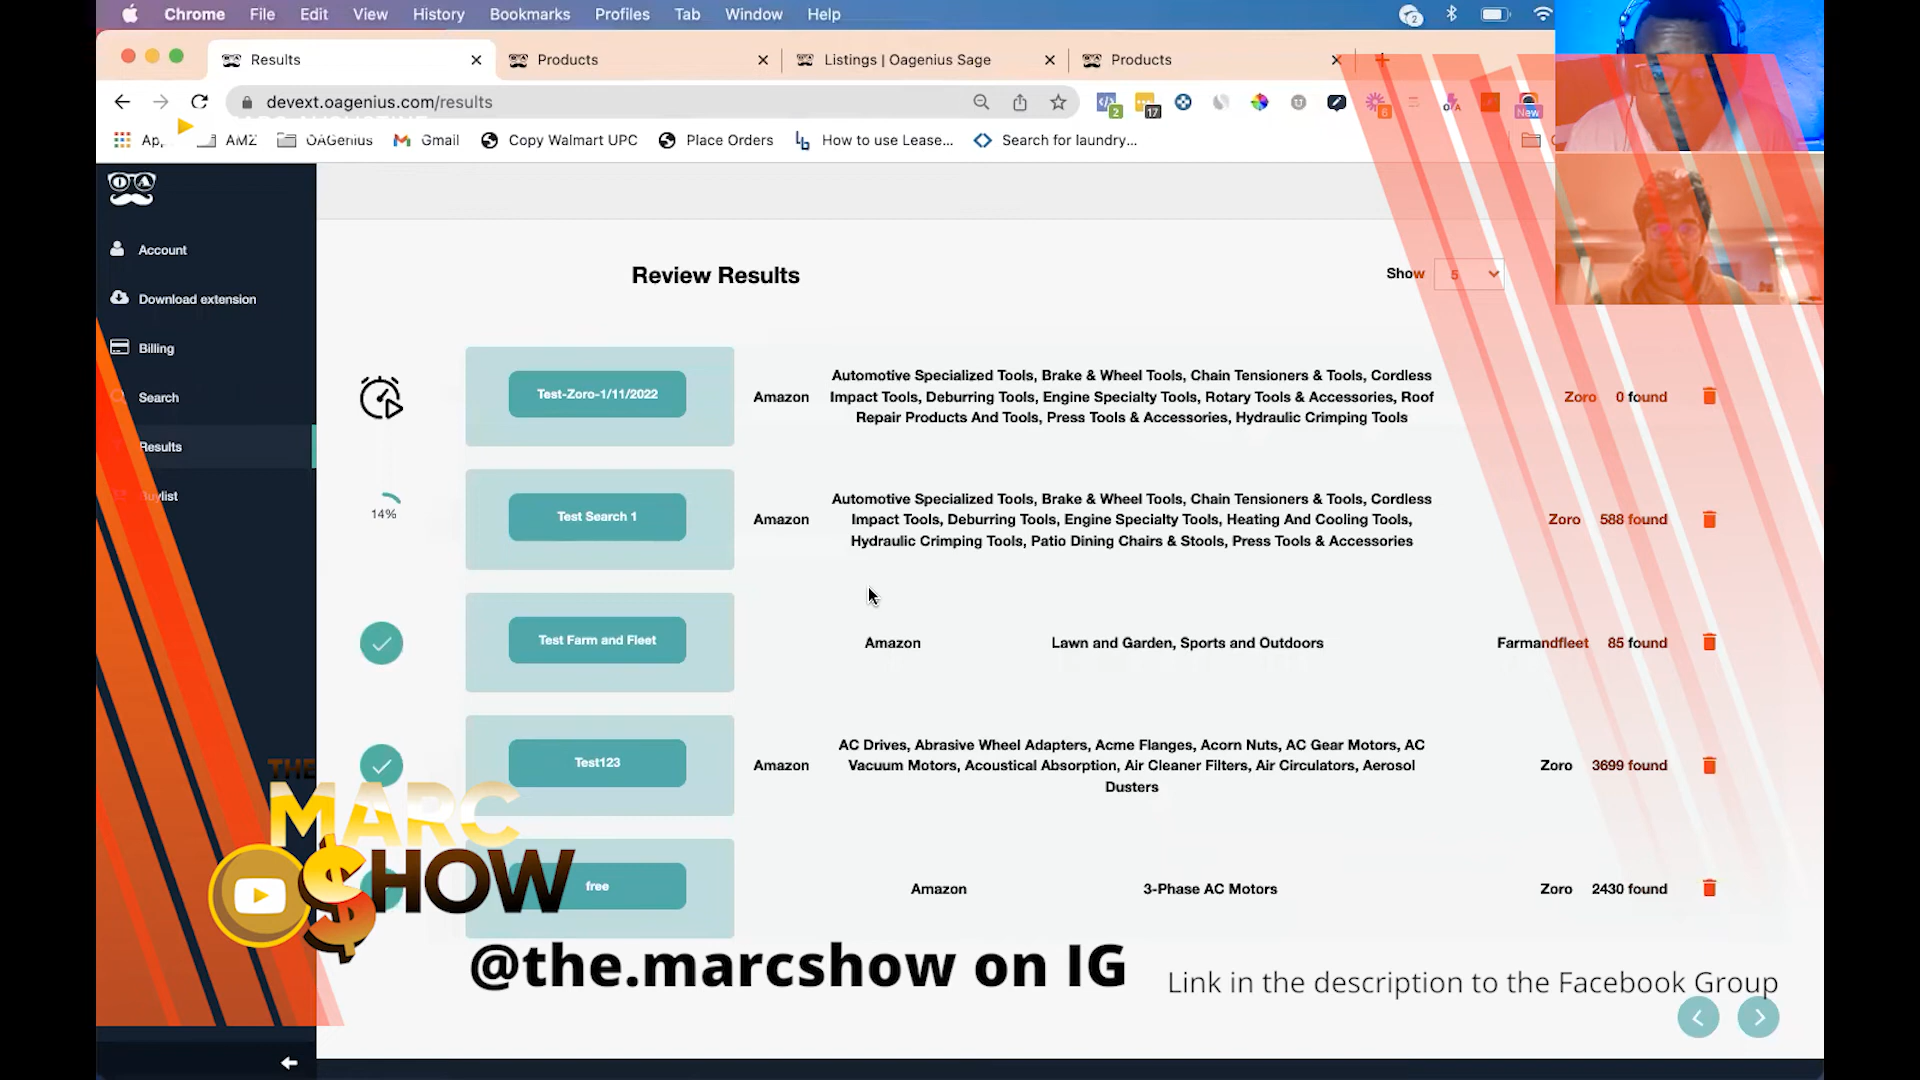 Chrome File Edit View History Bookmarks Profiles Tab Window Help
2
Results Products Listings | Oagenius Sage Products
devext.oagenius.com/results
2 17 6 New
AMZ OAGenius Gmail Copy Walmart UPC Place Orders How to use Lease... Search for laundry...
OA
Account
Download extension
Billing
Search
Results
Review Results
Show 5
Test-Zoro-1/11/2022
Amazon
Automotive Specialized Tools, Brake & Wheel Tools, Chain Tensioners & Tools, Cordless
Impact Tools, Deburring Tools, Engine Specialty Tools, Rotary Tools & Accessories, Roof
Repair Products And Tools, Press Tools & Accessories, Hydraulic Crimping Tools
Zoro 0 found
14%
Test Search 1
Amazon
Automotive Specialized Tools, Brake & Wheel Tools, Chain Tensioners & Tools, Cordless
Impact Tools, Deburring Tools, Engine Specialty Tools, Heating And Cooling Tools,
Hydraulic Crimping Tools, Patio Dining Chairs & Stools, Press Tools & Accessories
Zoro 588 found
Test Farm and Fleet
Amazon
Lawn and Garden, Sports and Outdoors
Farmandfleet 85 found
Test123
Amazon
AC Drives, Abrasive Wheel Adapters, Acme Flanges, Acorn Nuts, AC Gear Motors, AC
Vacuum Motors, Acoustical Absorption, Air Cleaner Filters, Air Circulators, Aerosol
Dusters
Zoro 3699 found
free
Amazon
3-Phase AC Motors
Zoro 2430 found
THE
MARC
$HOW
@the.marcshow on IG
Link in the description to the Facebook Group